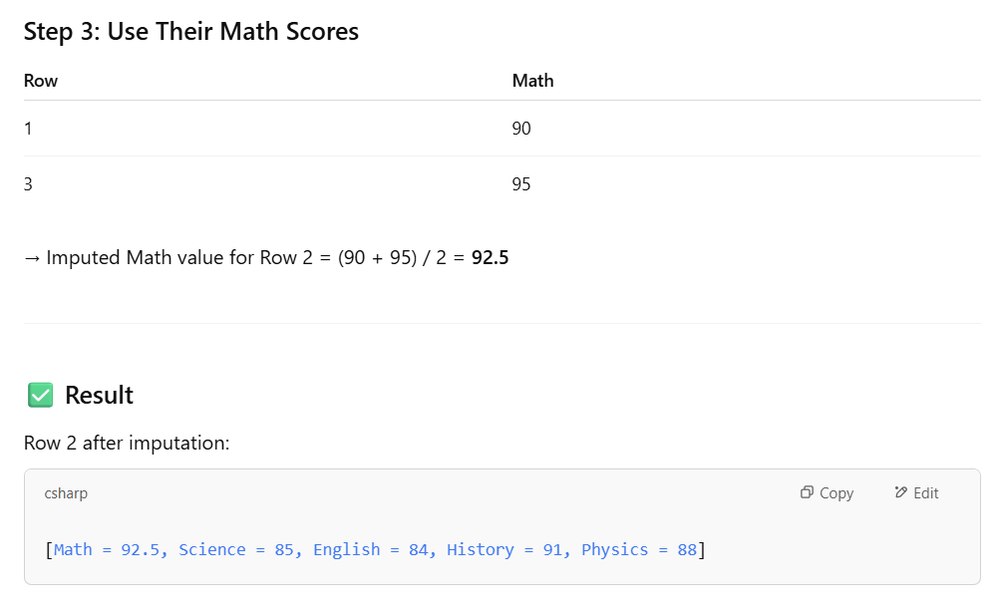 Step 3: Use Their Math Scores
Row Math
1 90
3 95
→ Imputed Math value for Row 2 = (90 + 95) / 2 = 92.5
✅ Result
Row 2 after imputation:
csharp Copy Edit
[Math = 92.5, Science = 85, English = 84, History = 91, Physics = 88]